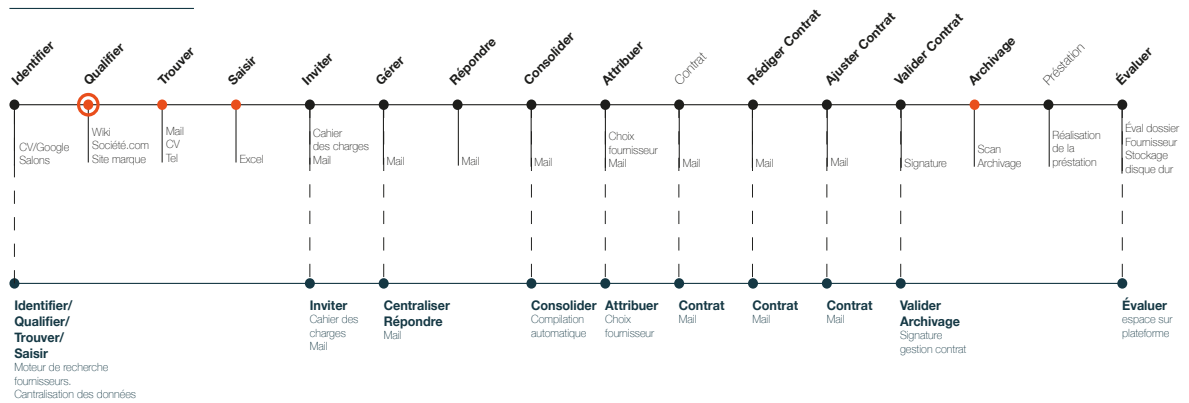 Identifier
Qualifier
Trouver
Saisir
Inviter
Gérer
Répondre
Consolider
Attribuer
Contrat
Rédiger Contrat
Ajuster Contrat
Valider Contrat
Archivage
Préstation
Évaluer
CV/Google
Salons
Wiki
Société.com
Site marque
Mail
CV
Tel
Excel
Cahier
des charges
Mail
Mail
Mail
Mail
Choix
fournisseur
Mail
Mail
Mail
Mail
Signature
Scan
Archivage
Réalisation
de la
préstation
Éval dossier
Fournisseur
Stockage
disque dur
Identifier/
Qualifier/
Trouver/
Saisir
Moteur de recherche
fournisseurs.
Cantralisation des données
Inviter
Cahier des
charges
Mail
Centraliser
Répondre
Mail
Consolider
Compilation
automatique
Attribuer
Choix
fournisseur
Contrat
Mail
Contrat
Mail
Contrat
Mail
Valider
Archivage
Signature
gestion contrat
Évaluer
espace sur
plateforme